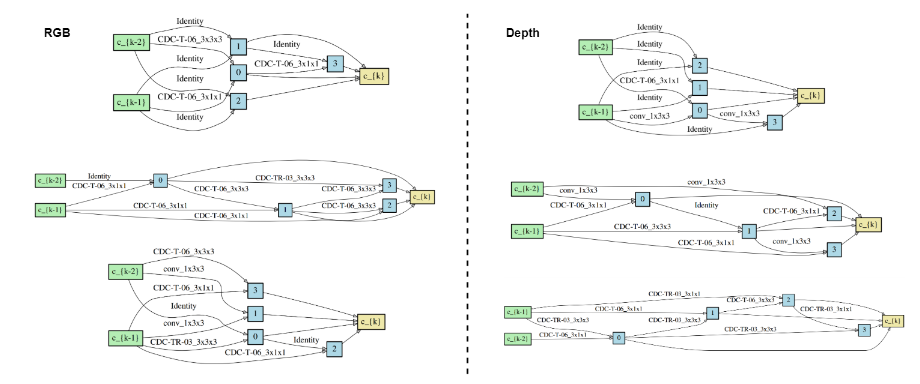 RGB
Identity
c_{k-2}
CDC-T-06_3x3x3
1
Identity
Identity
3
CDC-T-06_3x1x1
0
c_{k}
Identity
CDC-T-06_3x1x1
c_{k-1}
2
Identity
c_{k-2}
Identity
CDC-T-06_3x1x1
0
CDC-TR-03_3x3x3
3
CDC-T-06_3x3x3
CDC-T-06_3x3x3
c_{k}
c_{k-1}
CDC-T-06_3x1x1
1
CDC-T-06_3x3x3
2
CDC-T-06_3x1x1
CDC-T-06_3x3x3
c_{k-2}
conv_1x3x3
CDC-T-06_3x1x1
3
Identity
1
c_{k}
conv_1x3x3
c_{k-1}
0
Identity
CDC-TR-03_3x3x3
2
CDC-T-06_3x1x1
Depth
Identity
c_{k-2}
Identity
2
CDC-T-06_3x1x1
1
c_{k}
Identity
c_{k-1}
0
conv_1x3x3
conv_1x3x3
3
Identity
c_{k-2}
conv_1x3x3
conv_1x3x3
CDC-T-06_3x1x1
0
Identity
CDC-T-06_3x1x1
2
c_{k}
c_{k-1}
CDC-T-06_3x3x3
1
CDC-T-06_3x1x1
conv_1x3x3
3
CDC-TR-03_3x1x1
c_{k-1}
CDC-T-06_3x1x1
CDC-T-06_3x3x3
2
CDC-TR-03_3x3x3
1
CDC-TR-03_3x1x1
c_{k}
CDC-TR-03_3x3x3
c_{k-2}
CDC-T-06_3x1x1
0
CDC-TR-03_3x3x3
3